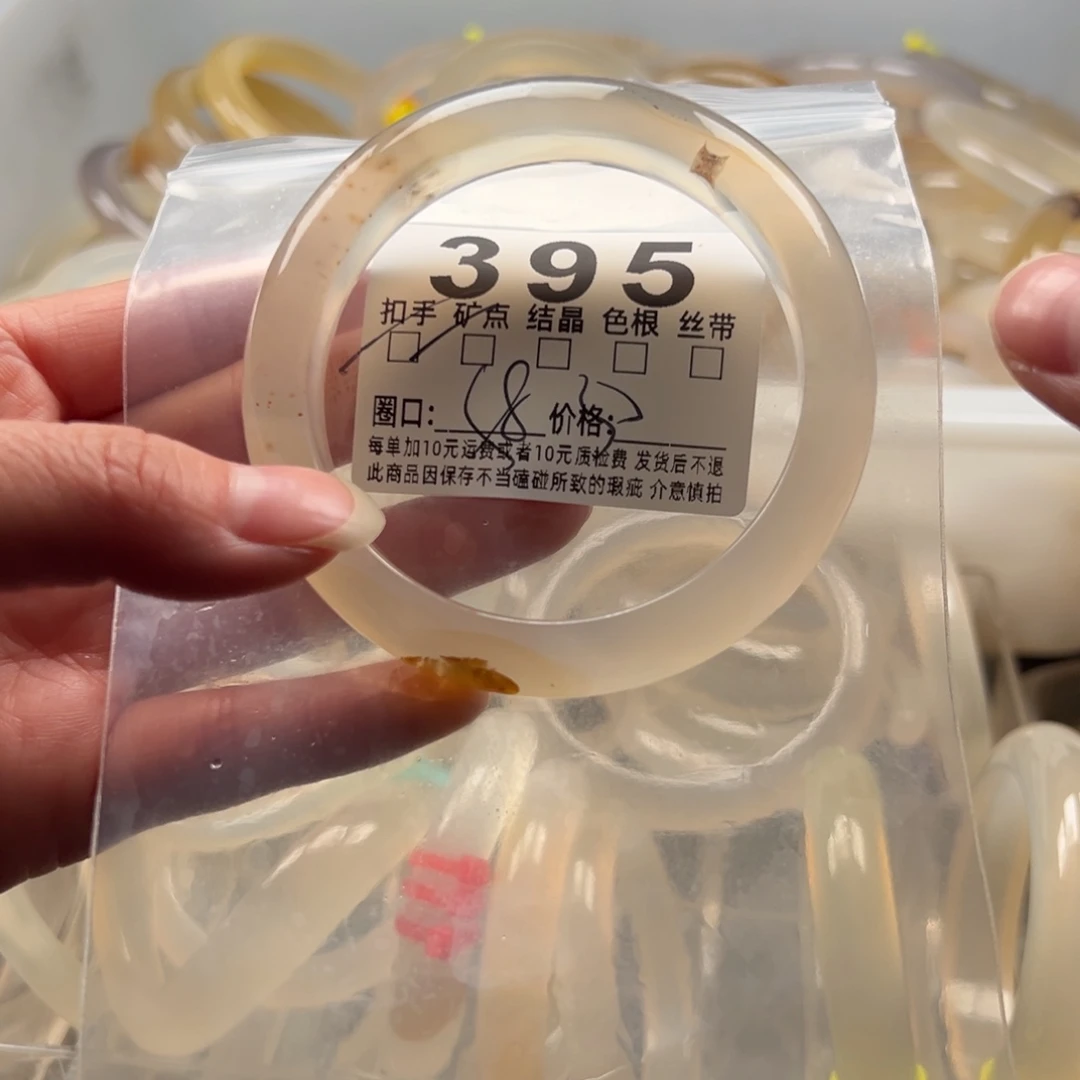 395
扣手 矿点 结晶 色根 丝带
圈口: 价格:
每单加10元运费或者10元质检费 发货后不退
此商品因保存不当磕碰所致的瑕疵 介意慎拍